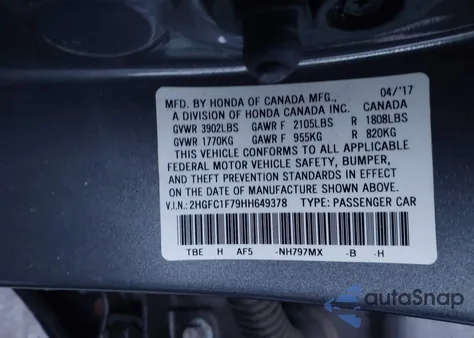 MFD. BY HONDA OF CANADA MFG., 04/'17
A DIVISION OF HONDA CANADA INC. CANADA
GVWR 3902LBS GAWR F 2105LBS R 1808LBS
GVWR 1770KG GAWR F 955KG R 820KG
THIS VEHICLE CONFORMS TO ALL APPLICABLE
FEDERAL MOTOR VEHICLE SAFETY, BUMPER,
AND THEFT PREVENTION STANDARDS IN EFFECT
ON THE DATE OF MANUFACTURE SHOWN ABOVE.
V.I.N.: 2HGFC1F79HH649378 TYPE: PASSENGER CAR
TBE H AF5 -NH797MX -B -H
autoSnap